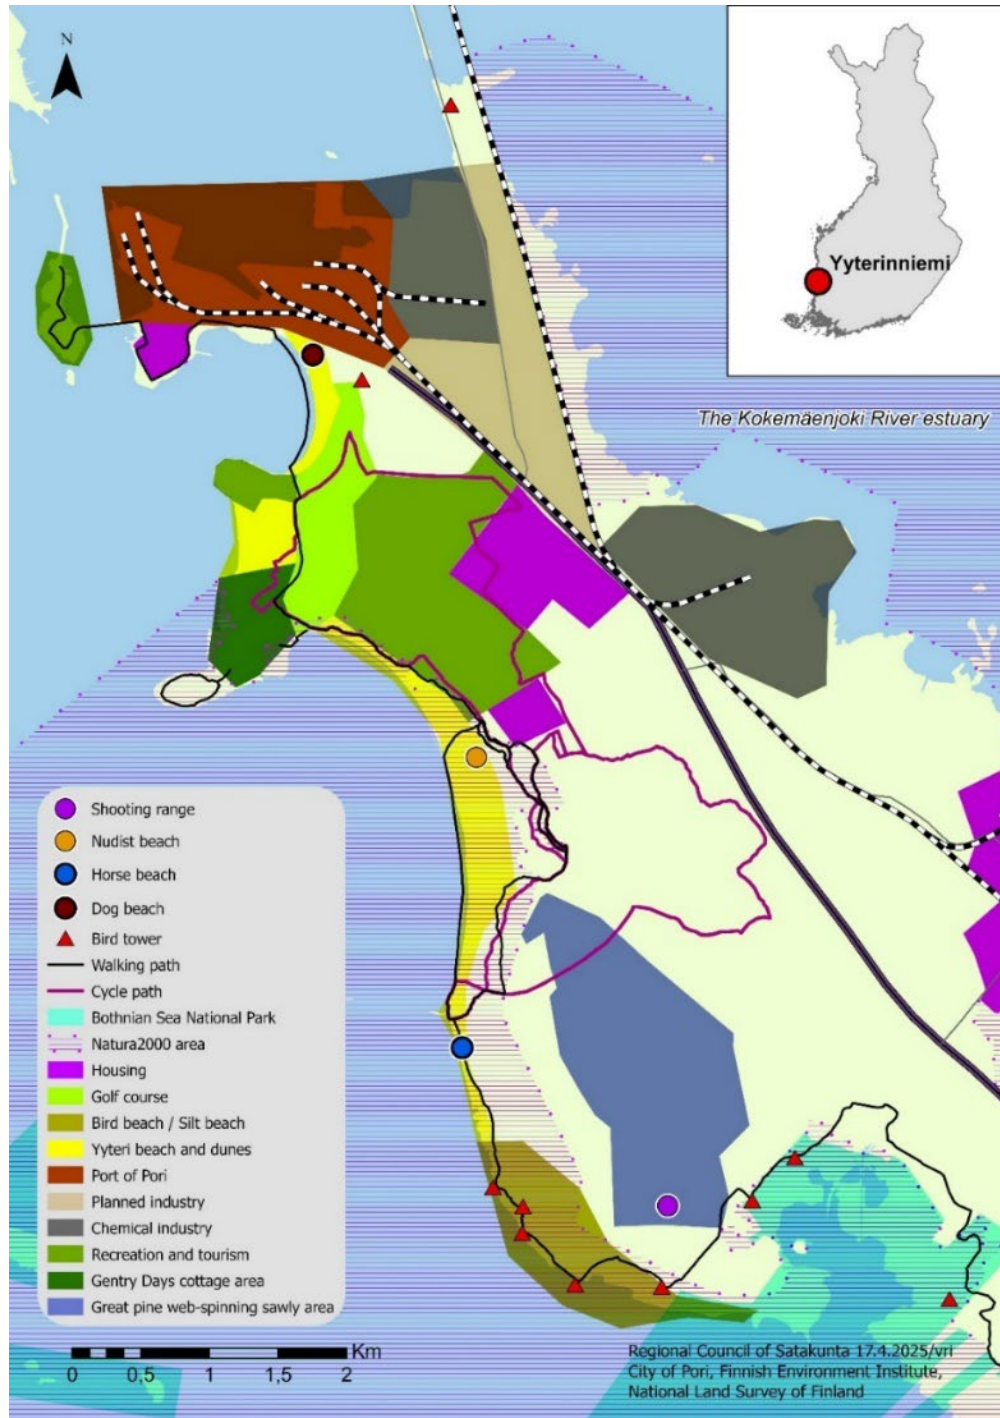 N
Yyterinniemi
The Kokemäenjoki River estuary
Shooting range
Nudist beach
Horse beach
Dog beach
Bird tower
Walking path
Cycle path
Bothnian Sea National Park
Natura2000 area
Housing
Golf course
Bird beach / Silt beach
Yyteri beach and dunes
Port of Pori
Planned industry
Chemical industry
Recreation and tourism
Gentry Days cottage area
Great pine web-spinning sawly area
Km
0 0,5 1 1,5 2
Regional Council of Satakunta 17.4.2025/vri
City of Pori, Finnish Environment Institute,
National Land Survey of Finland